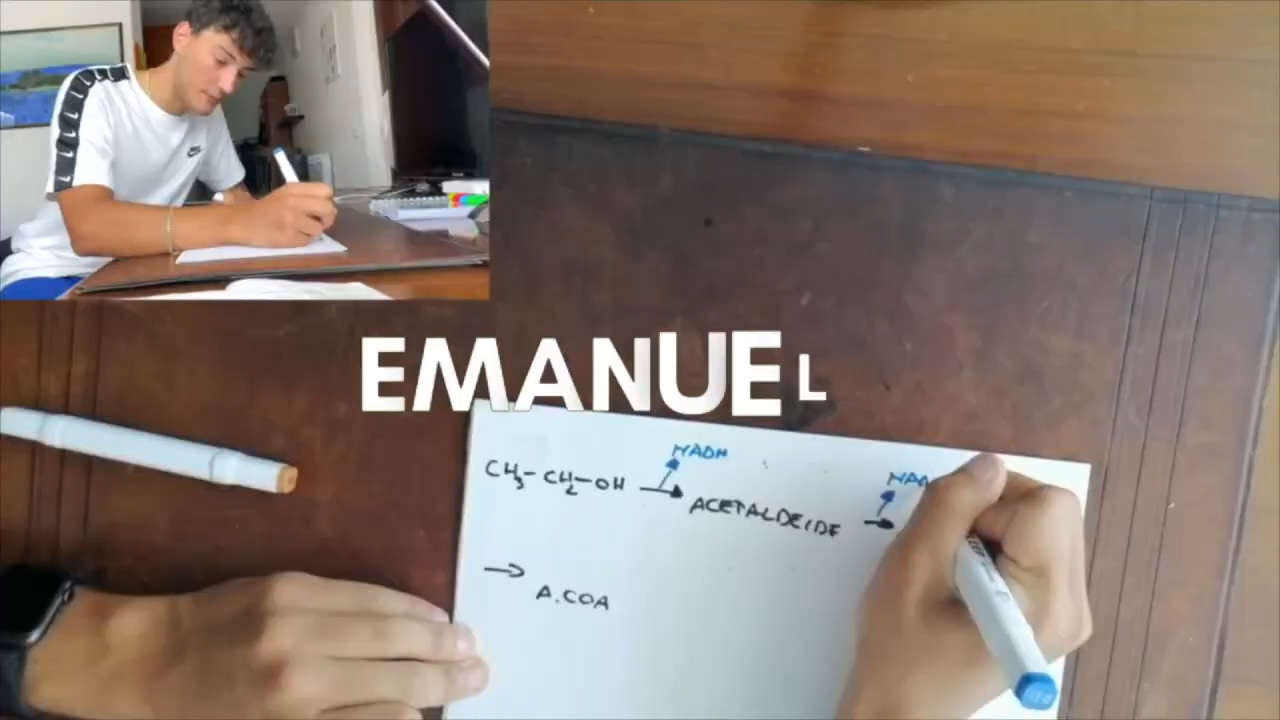 EMANUEL
NADH
CH3-CH2-OH → ACETALDEIDE →
→ A.COA